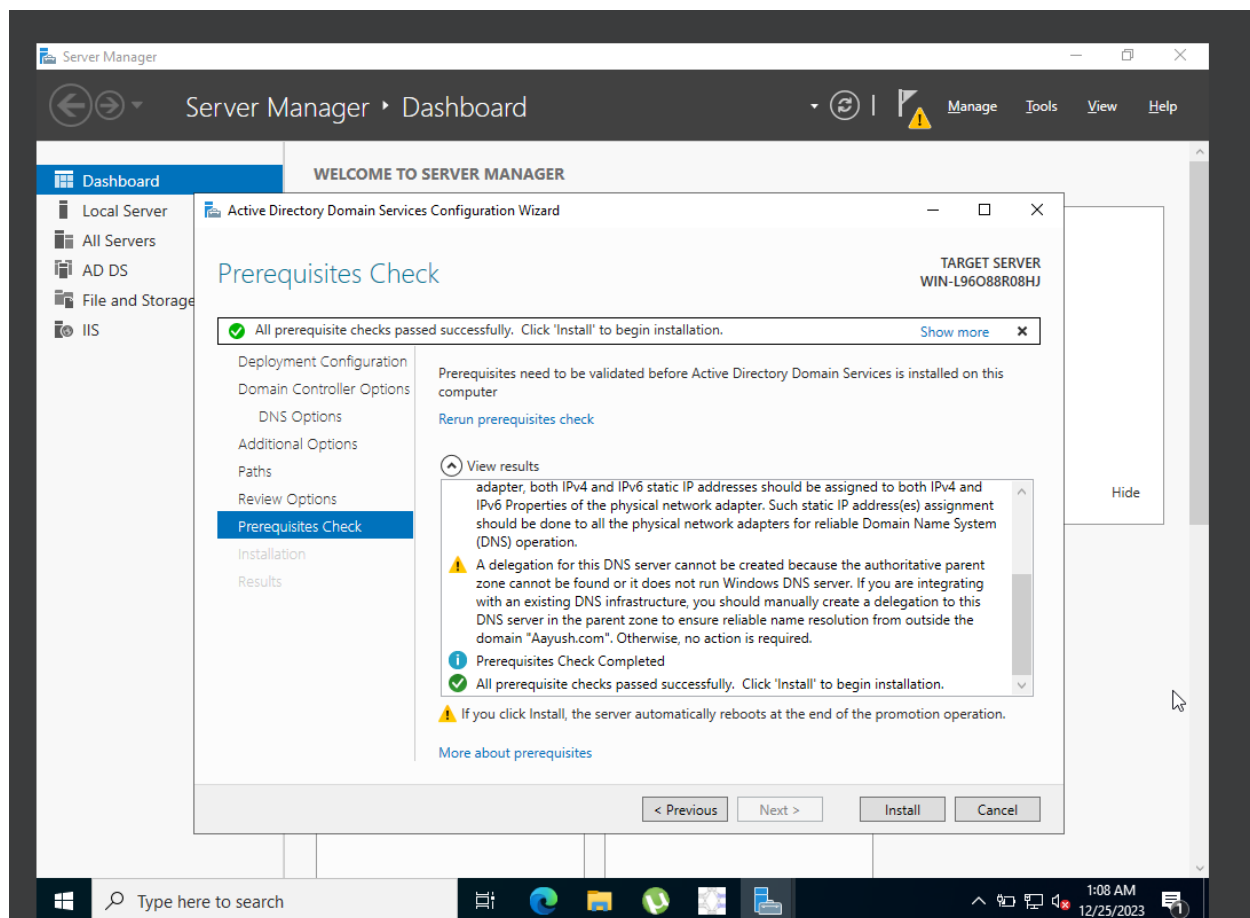 Server Manager
Server Manager ‣ Dashboard
Manage Tools View Help
WELCOME TO SERVER MANAGER
Dashboard
Local Server
All Servers
AD DS
File and Storage
IIS
Hide
Active Directory Domain Services Configuration Wizard
Prerequisites Check
TARGET SERVER
WIN-L96O88R08HJ
All prerequisite checks passed successfully. Click 'Install' to begin installation.
Show more
Deployment Configuration
Domain Controller Options
DNS Options
Additional Options
Paths
Review Options
Prerequisites Check
Installation
Results
Prerequisites need to be validated before Active Directory Domain Services is installed on this
computer
Rerun prerequisites check
View results
adapter, both IPv4 and IPv6 static IP addresses should be assigned to both IPv4 and
IPv6 Properties of the physical network adapter. Such static IP address(es) assignment
should be done to all the physical network adapters for reliable Domain Name System
(DNS) operation.
A delegation for this DNS server cannot be created because the authoritative parent
zone cannot be found or it does not run Windows DNS server. If you are integrating
with an existing DNS infrastructure, you should manually create a delegation to this
DNS server in the parent zone to ensure reliable name resolution from outside the
domain "Aayush.com". Otherwise, no action is required.
Prerequisites Check Completed
All prerequisite checks passed successfully. Click 'Install' to begin installation.
If you click Install, the server automatically reboots at the end of the promotion operation.
More about prerequisites
< Previous
Next >
Install
Cancel
Type here to search
1:08 AM
12/25/2023
1